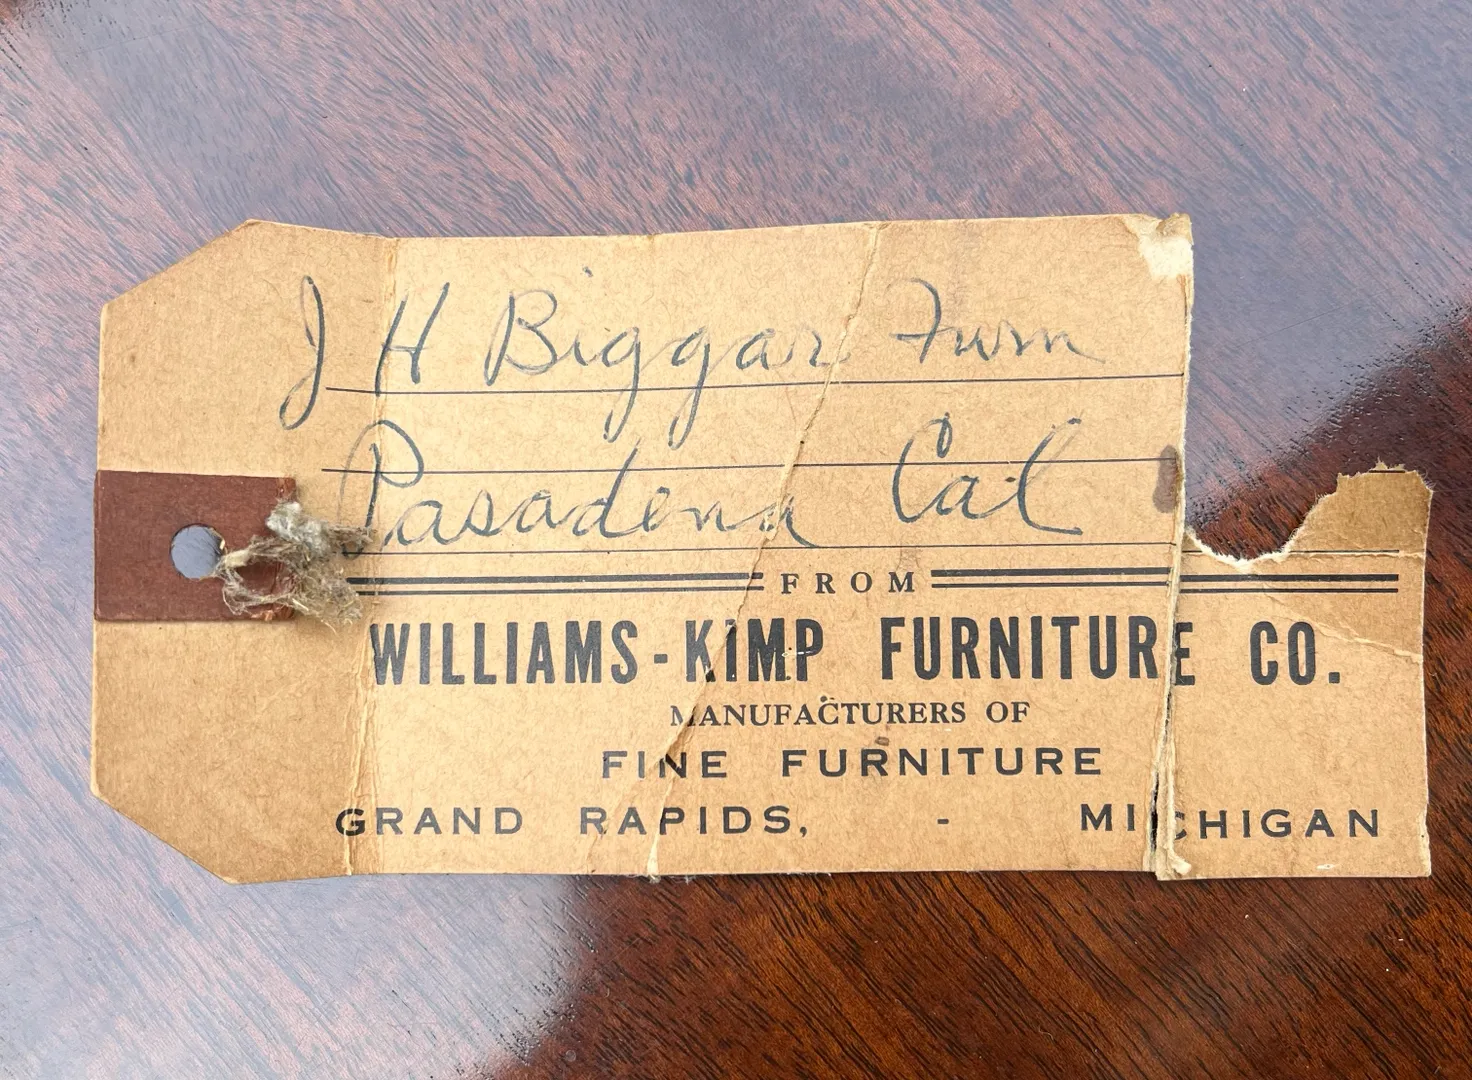 J H Biggar Furn
Pasadena Cal
FROM
WILLIAMS-KIMP FURNITURE CO.
MANUFACTURERS OF
FINE FURNITURE
GRAND RAPIDS, - MICHIGAN